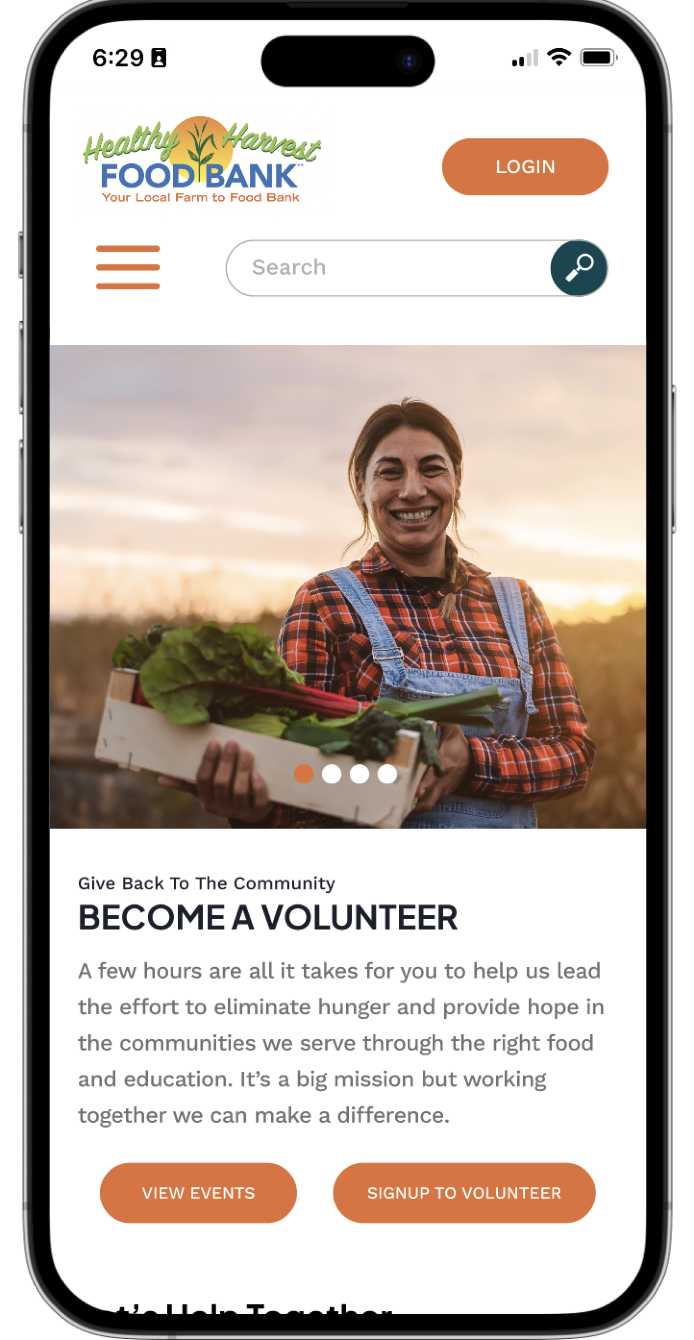 6:29
Healthy Harvest
FOOD BANK
Your Local Farm to Food Bank
LOGIN
Search
Give Back To The Community
BECOME A VOLUNTEER
A few hours are all it takes for you to help us lead
the effort to eliminate hunger and provide hope in
the communities we serve through the right food
and education. It’s a big mission but working
together we can make a difference.
VIEW EVENTS
SIGNUP TO VOLUNTEER
Help Together